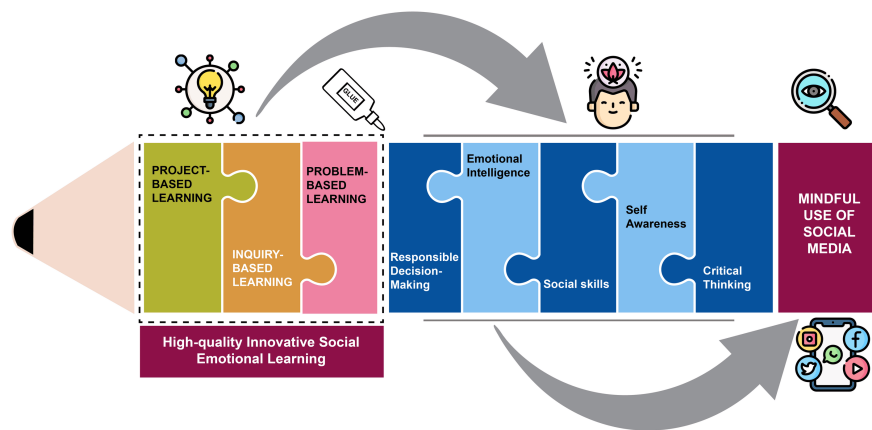 GLUE
PROJECT-
BASED
LEARNING
INQUIRY-
BASED
LEARNING
PROBLEM-
BASED
LEARNING
Responsible
Decision-
Making
Emotional
Intelligence
Social skills
Self
Awareness
Critical
Thinking
MINDFUL
USE OF
SOCIAL
MEDIA
High-quality Innovative Social
Emotional Learning